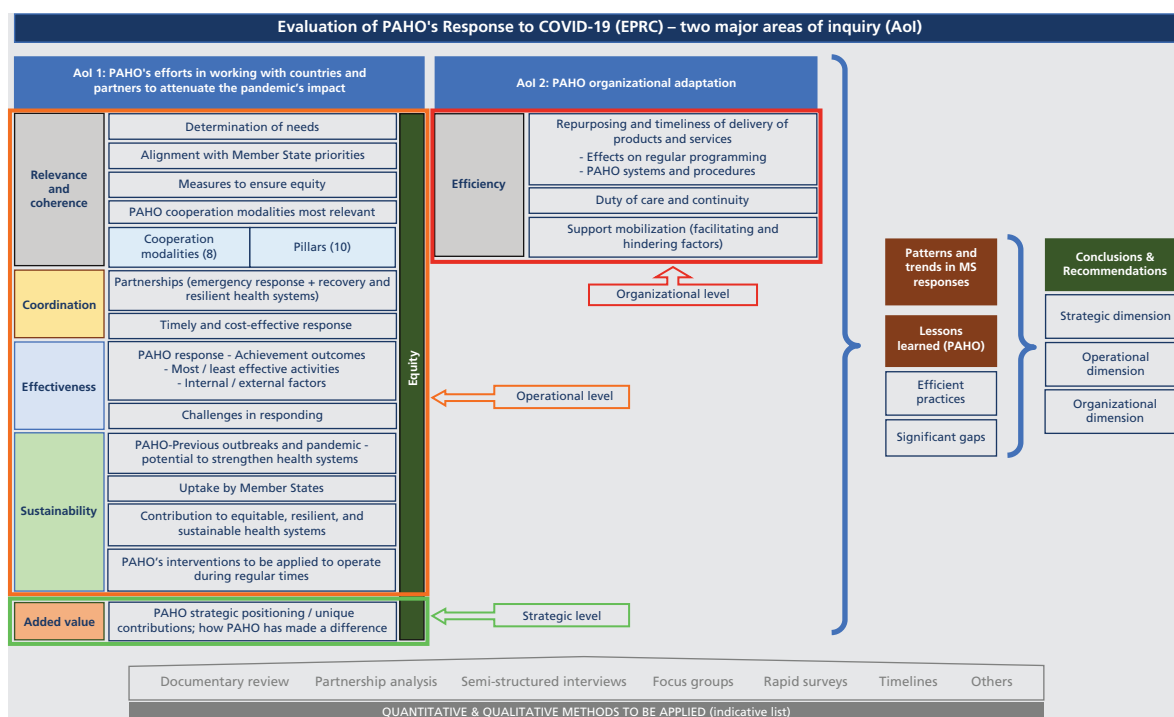 Evaluation of PAHO's Response to COVID-19 (EPRC) – two major areas of inquiry (AoI)
AoI 1: PAHO's efforts in working with countries and
partners to attenuate the pandemic's impact
Relevance
and
coherence
Determination of needs
Alignment with Member State priorities
Measures to ensure equity
PAHO cooperation modalities most relevant
Cooperation
modalities (8)
Pillars (10)
Coordination
Partnerships (emergency response + recovery and
resilient health systems)
Timely and cost-effective response
Effectiveness
PAHO response - Achievement outcomes
- Most / least effective activities
- Internal / external factors
Challenges in responding
Sustainability
PAHO-Previous outbreaks and pandemic -
potential to strengthen health systems
Uptake by Member States
Contribution to equitable, resilient, and
sustainable health systems
PAHO's interventions to be applied to operate
during regular times
Added value
PAHO strategic positioning / unique
contributions; how PAHO has made a difference
Equity
AoI 2: PAHO organizational adaptation
Efficiency
Repurposing and timeliness of delivery of
products and services
- Effects on regular programming
- PAHO systems and procedures
Duty of care and continuity
Support mobilization (facilitating and
hindering factors)
Organizational level
Operational level
Strategic level
Patterns and
trends in MS
responses
Lessons
learned (PAHO)
Efficient
practices
Significant gaps
Conclusions &
Recommendations
Strategic dimension
Operational
dimension
Organizational
dimension
Documentary review
Partnership analysis
Semi-structured interviews
Focus groups
Rapid surveys
Timelines
Others
QUANTITATIVE & QUALITATIVE METHODS TO BE APPLIED (indicative list)